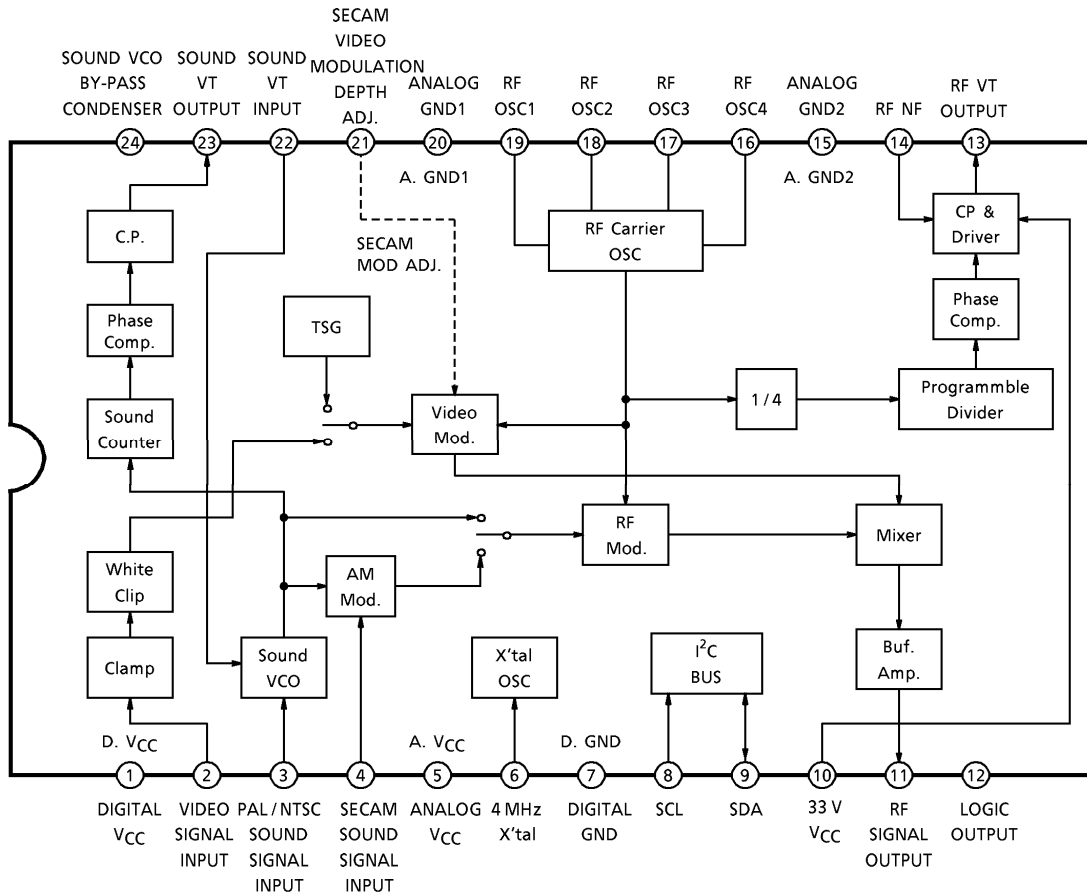 SOUND VCO
BY-PASS
CONDENSER
SOUND
VT
OUTPUT
SOUND
VT
INPUT
SECAM
VIDEO
MODULATION
DEPTH
ADJ.
ANALOG
GND1
RF
OSC1
RF
OSC2
RF
OSC3
RF
OSC4
ANALOG
GND2
RF NF
RF VT
OUTPUT
24
23
22
21
20
19
18
17
16
15
14
13
A. GND1
A. GND2
C.P.
RF Carrier
OSC
CP &
Driver
SECAM
MOD ADJ.
Phase
Comp.
TSG
Phase
Comp.
Sound
Counter
Video
Mod.
1 / 4
Programmble
Divider
White
Clip
AM
Mod.
RF
Mod.
Mixer
Clamp
Sound
VCO
X'tal
OSC
I²C
BUS
Buf.
Amp.
D. VCC
A. VCC
D. GND
1
2
3
4
5
6
7
8
9
10
11
12
DIGITAL
VCC
VIDEO
SIGNAL
INPUT
PAL / NTSC
SOUND
SIGNAL
INPUT
SECAM
SOUND
SIGNAL
INPUT
ANALOG
VCC
4 MHz
X'tal
DIGITAL
GND
SCL
SDA
33 V
VCC
RF
SIGNAL
OUTPUT
LOGIC
OUTPUT